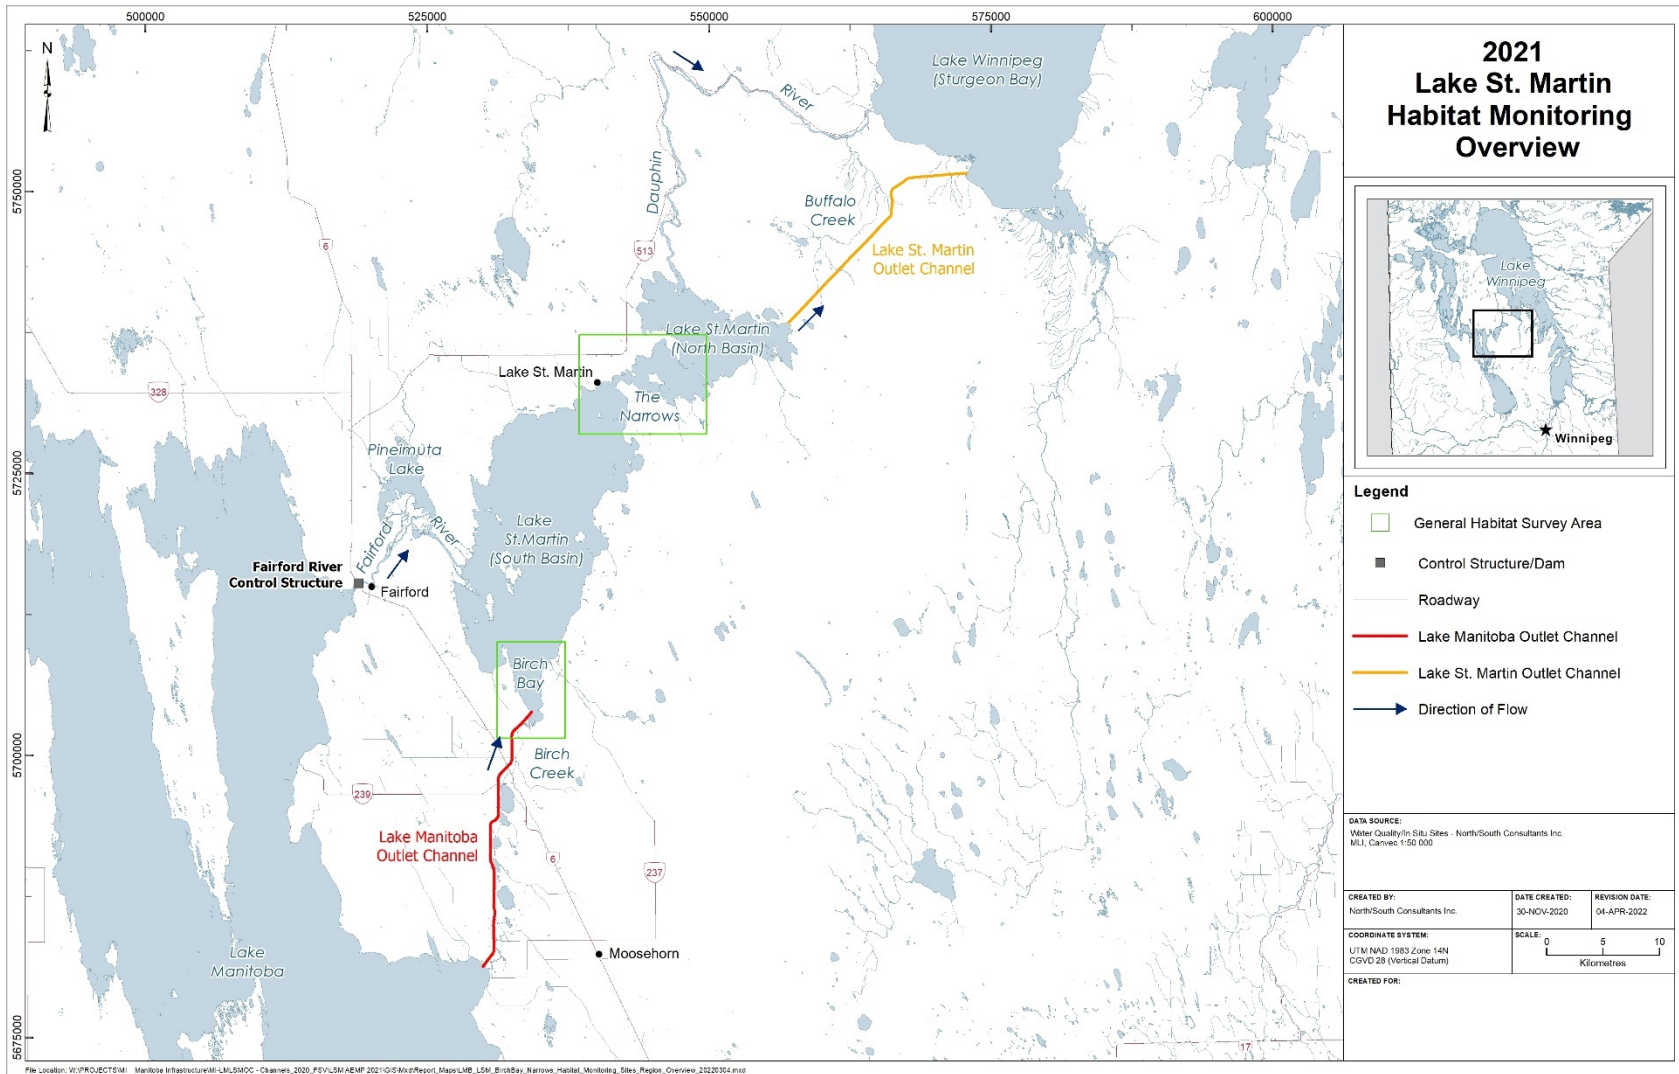 500000
525000
550000
575000
600000
5750000
5725000
5700000
5675000
N
Lake Winnipeg
(Sturgeon Bay)
River
Dauphin
Buffalo
Creek
6
513
Lake St. Martin
Outlet Channel
Lake St.Martin
(North Basin)
Lake St. Martin
328
The
Narrows
Pineimuta
Lake
Lake
St.Martin
(South Basin)
Fairford
River
Fairford River
Control Structure
Fairford
Birch
Bay
Birch
Creek
239
Lake Manitoba
Outlet Channel
6
237
Moosehorn
Lake
Manitoba
17
2021
Lake St. Martin
Habitat Monitoring
Overview
Lake
Winnipeg
Winnipeg
Legend
General Habitat Survey Area
Control Structure/Dam
Roadway
Lake Manitoba Outlet Channel
Lake St. Martin Outlet Channel
Direction of Flow
DATA SOURCE:
Water Quality/In Situ Sites - North/South Consultants Inc.
MLI, Canvec 1:50 000
CREATED BY:
North/South Consultants Inc.
DATE CREATED:
30-NOV-2020
REVISION DATE:
04-APR-2022
COORDINATE SYSTEM:
UTM NAD 1983 Zone 14N
CGVD 28 (Vertical Datum)
SCALE:
0 5 10
Kilometres
CREATED FOR: